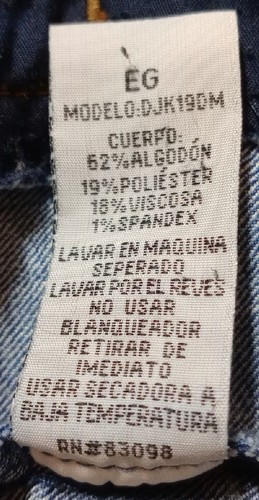 EG
MODELO:DJK19DM
CUERPO:
62%ALGODÓN
19%POLIÉSTER
18%VISCOSA
1%SPANDEX
LAVAR EN MAQUINA
SEPERADO
LAVAR POR EL REVES
NO USAR
BLANQUEADOR
RETIRAR DE
IMEDIATO
USAR SECADORA A
BAJA TEMPERATURA
RN#83098